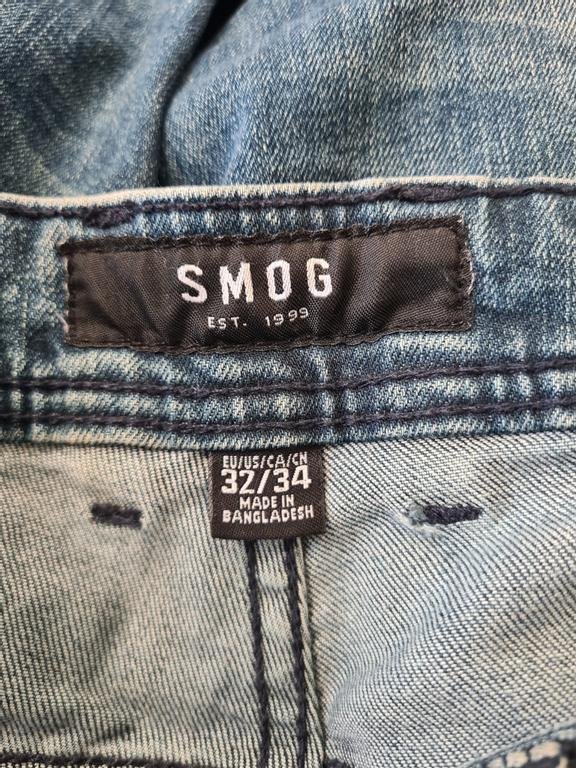 SMOG
EST. 1999
EU/US/CA/CN
32/34
MADE IN
BANGLADESH